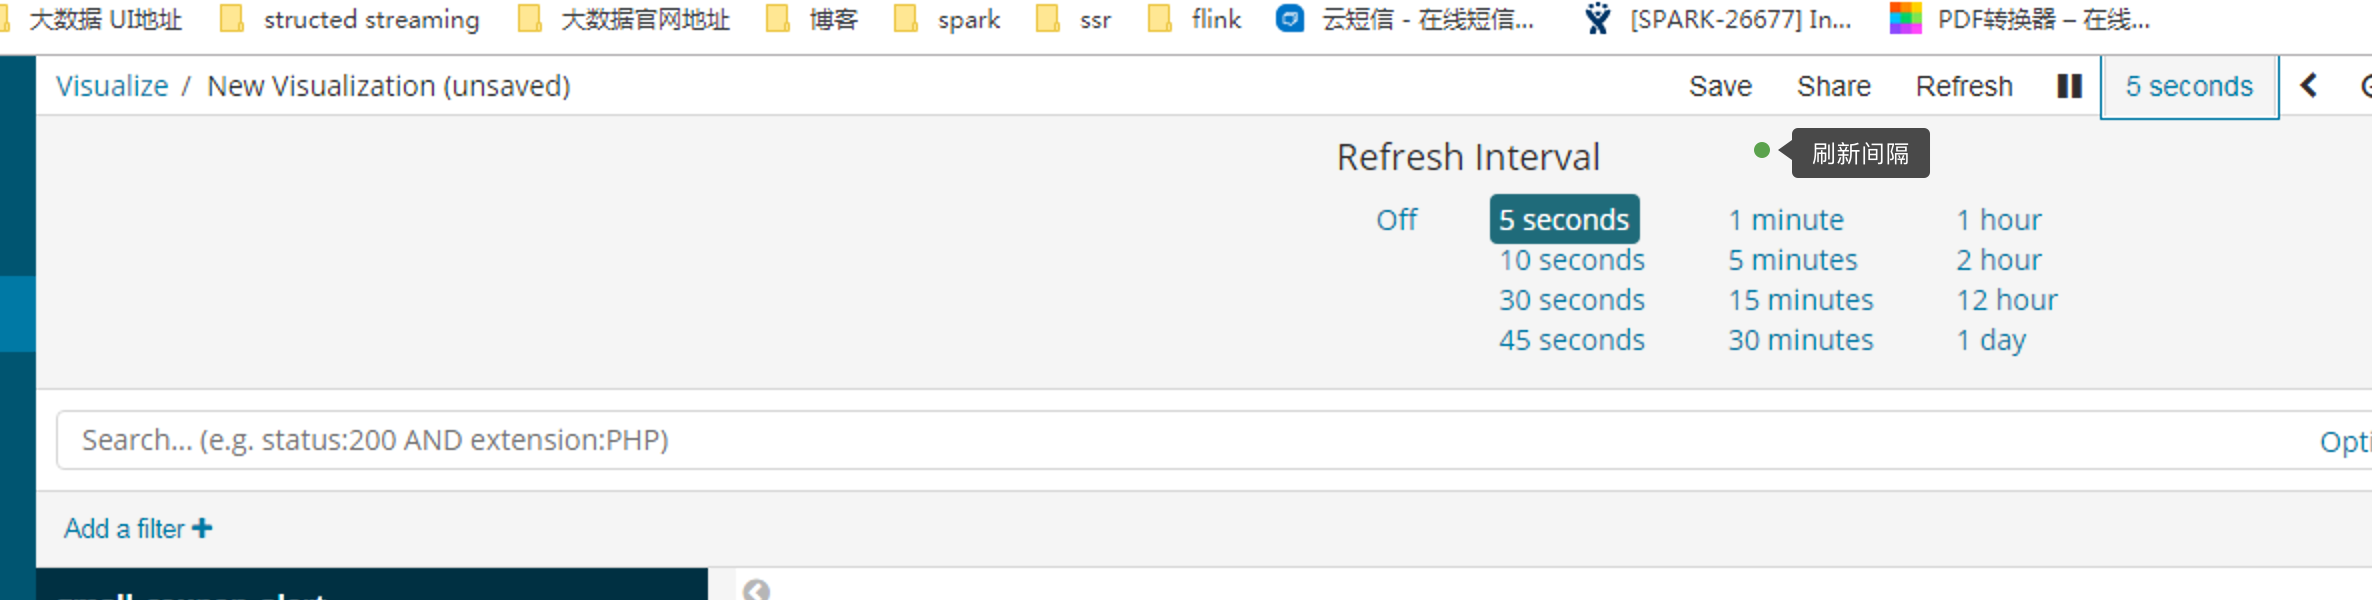 大数据 UI地址 structed streaming 大数据官网地址 博客 spark ssr flink 云短信 - 在线短信... [SPARK-26677] In... PDF转换器 – 在线...
Visualize / New Visualization (unsaved) Save Share Refresh 5 seconds
Refresh Interval 刷新间隔
Off 5 seconds 1 minute 1 hour
10 seconds 5 minutes 2 hour
30 seconds 15 minutes 12 hour
45 seconds 30 minutes 1 day
Search... (e.g. status:200 AND extension:PHP)
Add a filter